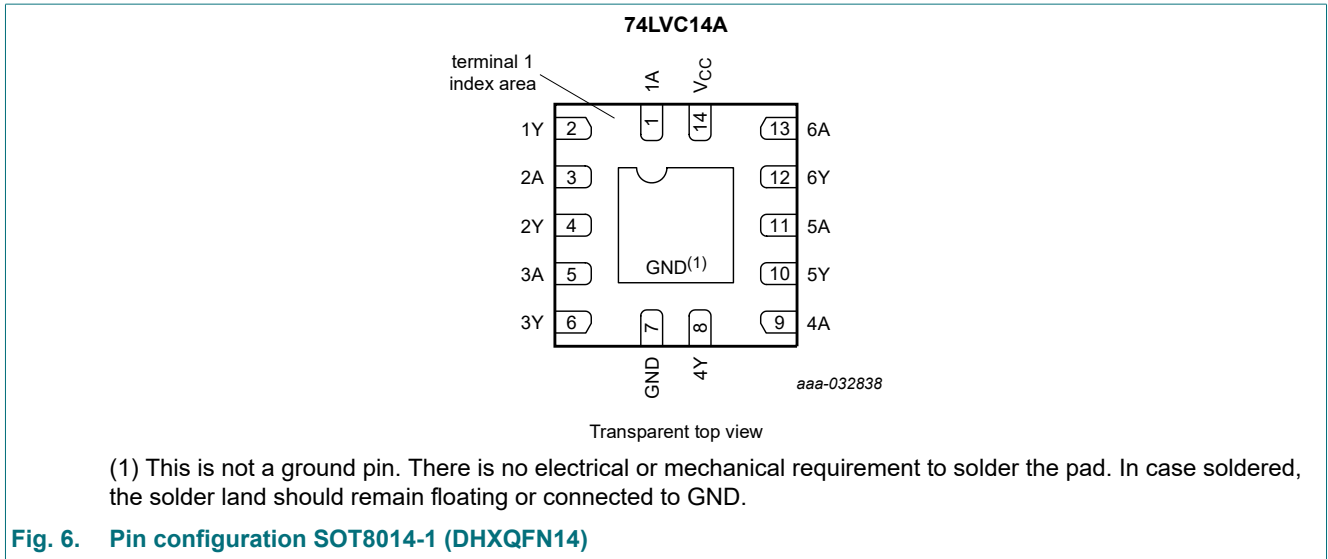 74LVC14A
terminal 1
index area
1A
VCC
1
14
1Y 2
13 6A
2A 3
12 6Y
2Y 4
11 5A
3A 5
GND(1)
10 5Y
3Y 6
9 4A
7
8
GND
4Y
aaa-032838
Transparent top view
(1) This is not a ground pin. There is no electrical or mechanical requirement to solder the pad. In case soldered,
the solder land should remain floating or connected to GND.
Fig. 6. Pin configuration SOT8014-1 (DHXQFN14)